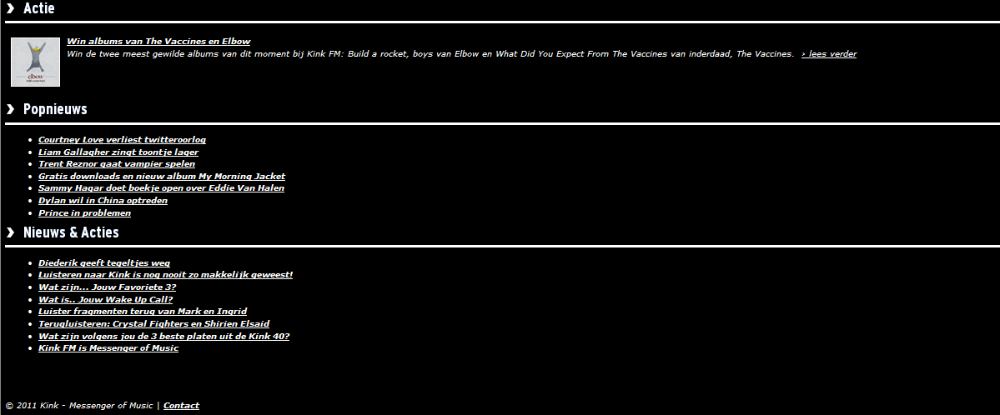 Actie
Win albums van The Vaccines en Elbow
Win de twee meest gewilde albums van dit moment bij Kink FM: Build a rocket, boys van Elbow en What Did You Expect From The Vaccines van inderdaad, The Vaccines. › lees verder
elbow
Popnieuws
Courtney Love verliest twitteroorlog
Liam Gallagher zingt toontje lager
Trent Reznor gaat vampier spelen
Gratis downloads en nieuw album My Morning Jacket
Sammy Hagar doet boekje open over Eddie Van Halen
Dylan wil in China optreden
Prince in problemen
Nieuws & Acties
Diederik geeft tegeltjes weg
Luisteren naar Kink is nog nooit zo makkelijk geweest!
Wat zijn... Jouw Favoriete 3?
Wat is.. Jouw Wake Up Call?
Luister fragmenten terug van Mark en Ingrid
Terugluisteren: Crystal Fighters en Shirien Elsaid
Wat zijn volgens jou de 3 beste platen uit de Kink 40?
Kink FM is Messenger of Music
© 2011 Kink - Messenger of Music | Contact